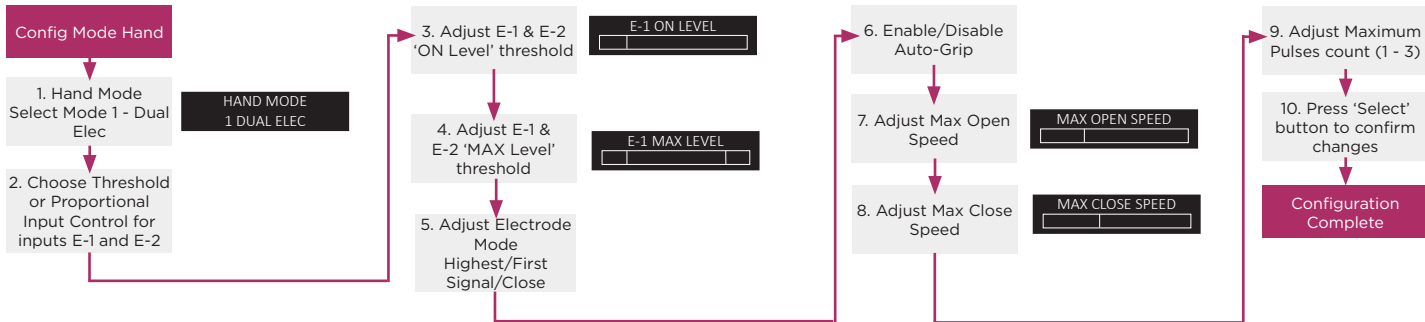 Config Mode Hand
1. Hand Mode
Select Mode 1 - Dual
Elec
HAND MODE
1 DUAL ELEC
2. Choose Threshold
or Proportional
Input Control for
inputs E-1 and E-2
3. Adjust E-1 & E-2
‘ON Level’ threshold
E-1 ON LEVEL
4. Adjust E-1 &
E-2 ‘MAX Level’
threshold
E-1 MAX LEVEL
5. Adjust Electrode
Mode
Highest/First
Signal/Close
6. Enable/Disable
Auto-Grip
7. Adjust Max Open
Speed
MAX OPEN SPEED
8. Adjust Max Close
Speed
MAX CLOSE SPEED
9. Adjust Maximum
Pulses count (1 - 3)
10. Press ‘Select’
button to confirm
changes
Configuration
Complete